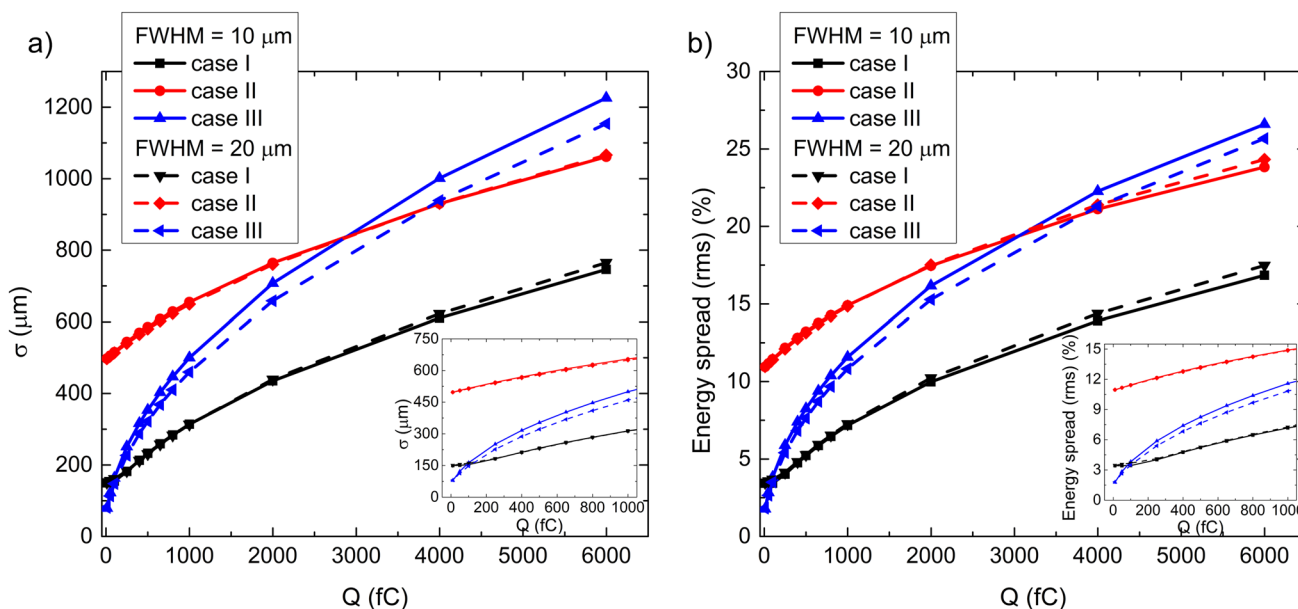 a)
FWHM = 10 μm
case I
case II
case III
FWHM = 20 μm
case I
case II
case III
1200
1000
800
600
400
200
0
σ (μm)
0 1000 2000 3000 4000 5000 6000
Q (fC)
750
600
450
300
150
0
σ (μm)
0 200 400 600 800 1000
Q (fC)
b)
FWHM = 10 μm
case I
case II
case III
FWHM = 20 μm
case I
case II
case III
30
25
20
15
10
5
0
Energy spread (rms) (%)
0 1000 2000 3000 4000 5000 6000
Q (fC)
15
12
9
6
3
0
Energy spread (rms) (%)
0 200 400 600 800 1000
Q (fC)